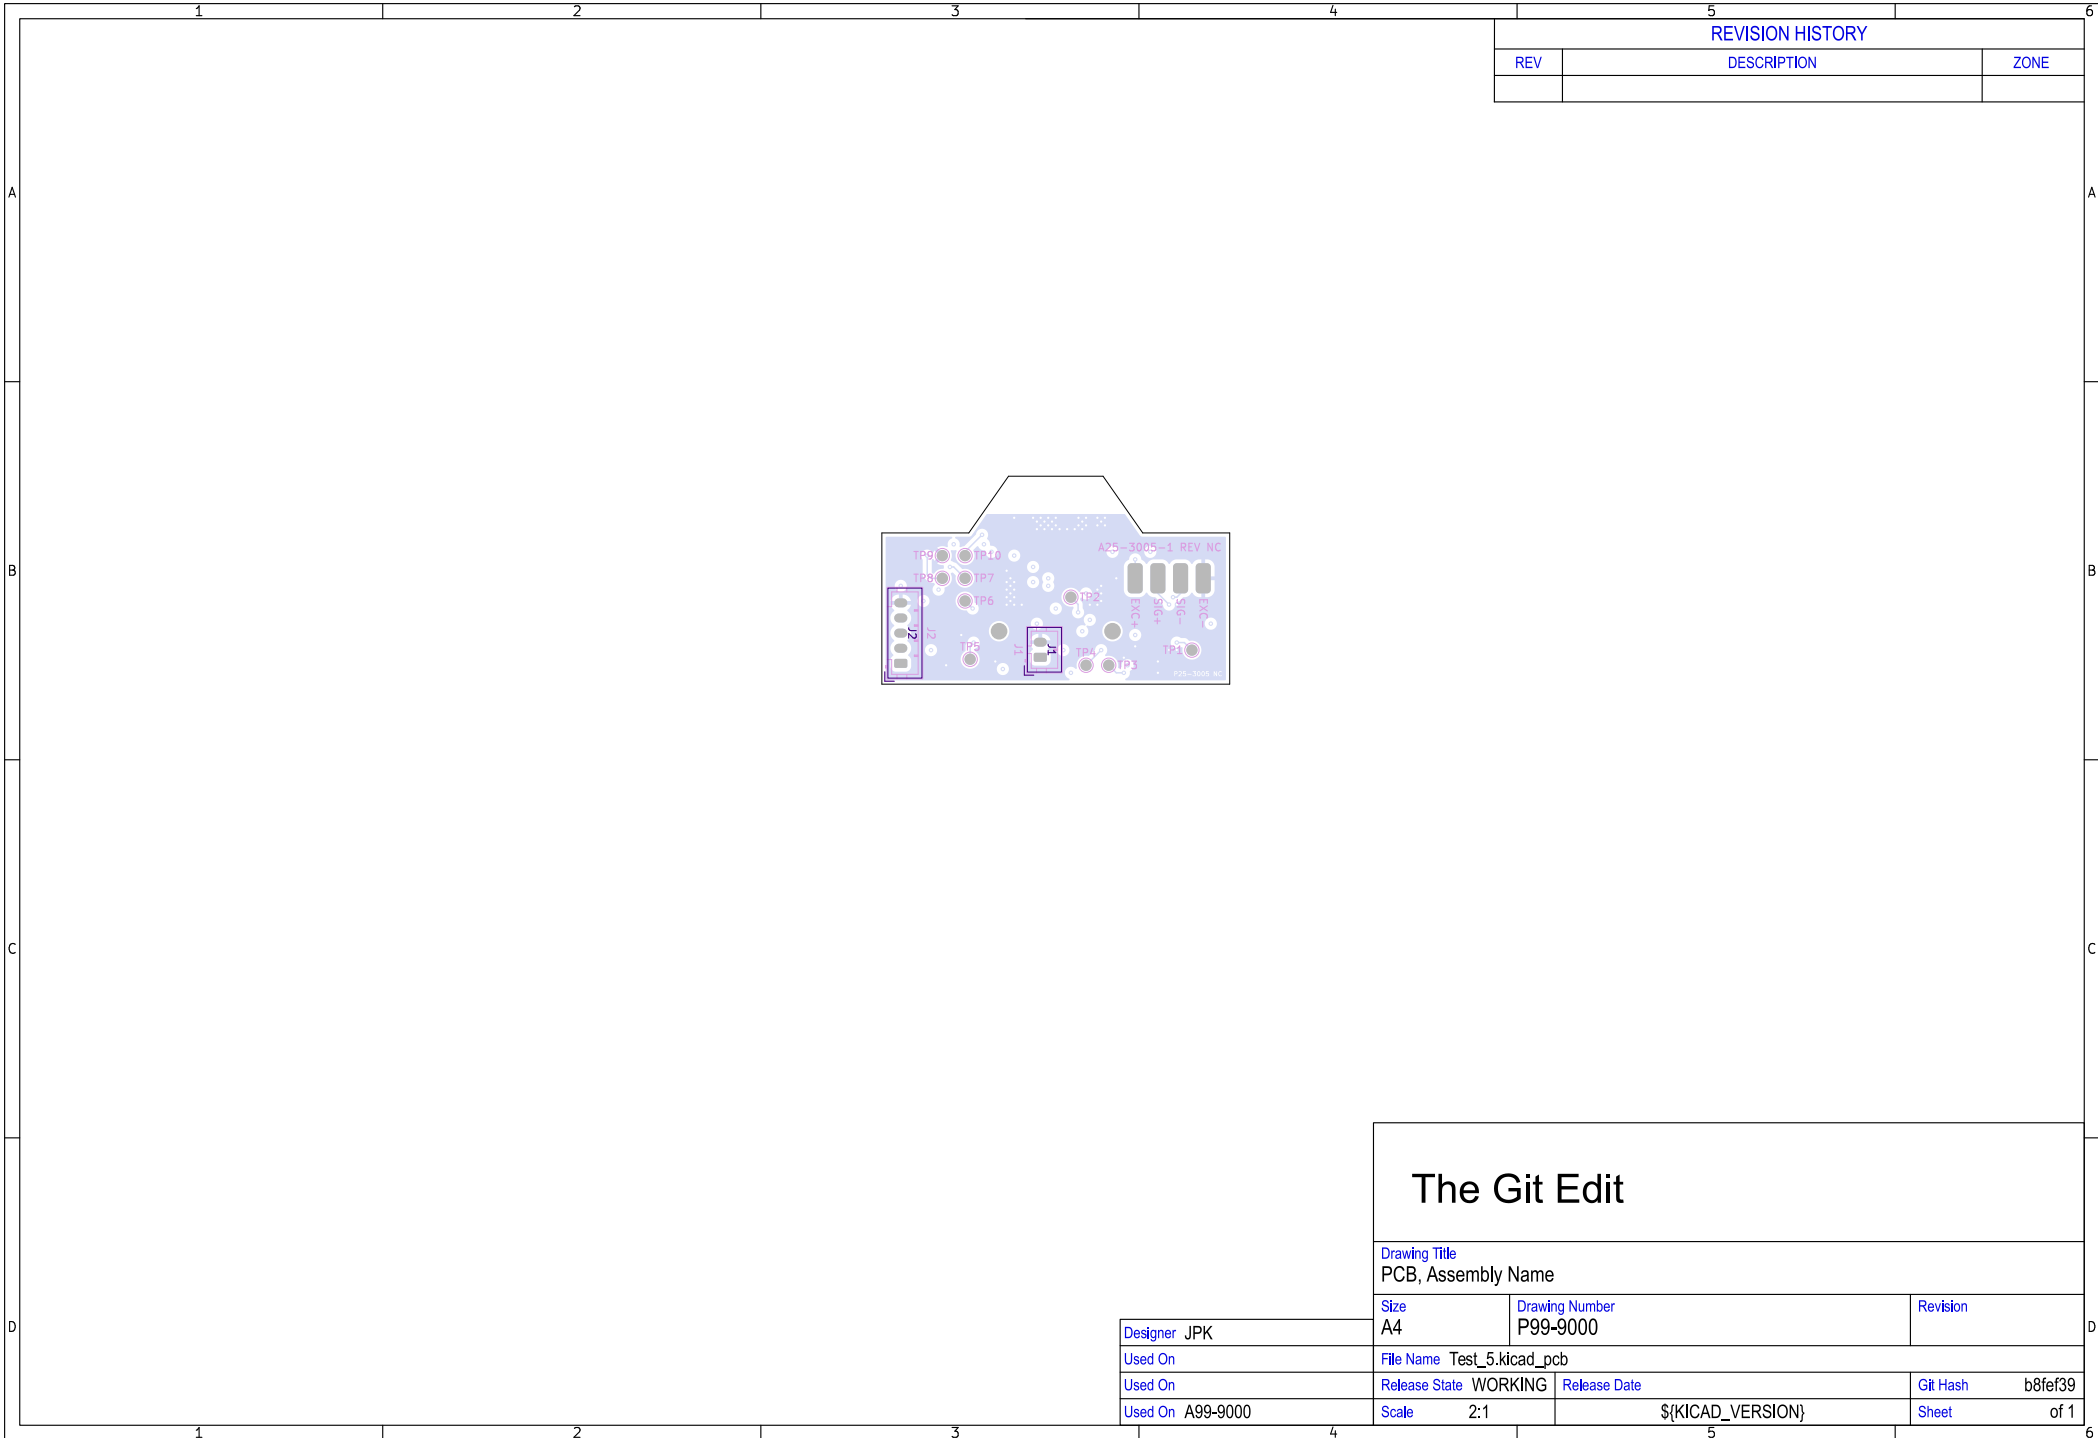 1 2 3 4 5 6
REVISION HISTORY
REV DESCRIPTION ZONE
A A
B B
TP9 TP10 A25-3005-1 REV NC
TP8 TP7
TP6 TP2 EXC+ SIG+ SIG- EXC-
J2 J2
TP5 J1 J1 TP4 TP3 TP1
P25-3005 NC
C C
The Git Edit
Drawing Title
PCB, Assembly Name
Size Drawing Number Revision
A4 P99-9000
D D
Designer JPK
Used On File Name Test_5.kicad_pcb
Used On Release State WORKING Release Date Git Hash b8fef39
Used On A99-9000 Scale 2:1 ${KICAD_VERSION} Sheet of 1
1 2 3 4 5 6